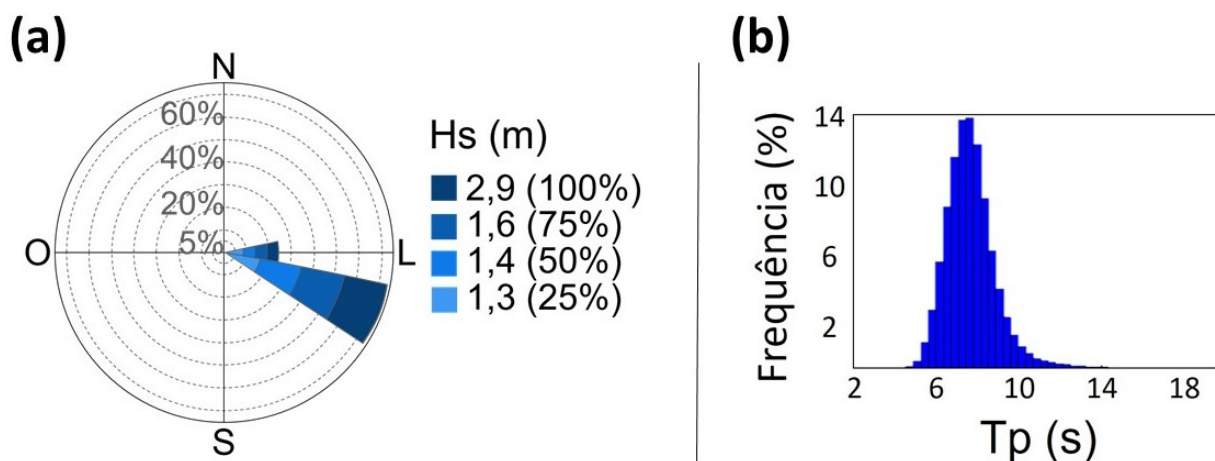 (a)
N
60%
40%
20%
5%
O
L
S
Hs (m)
2,9 (100%)
1,6 (75%)
1,4 (50%)
1,3 (25%)
(b)
Frequência (%)
14
10
6
2
2 6 10 14 18
Tp (s)